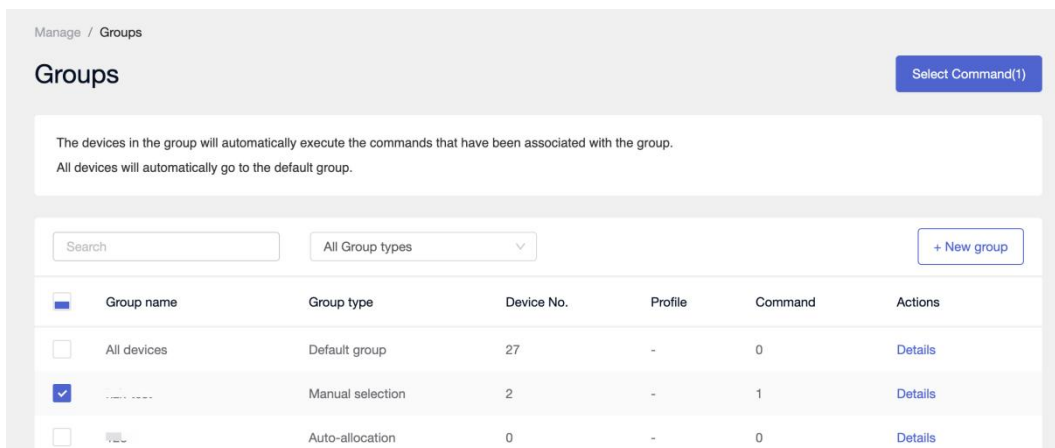 Manage / Groups
Groups
Select Command(1)
The devices in the group will automatically execute the commands that have been associated with the group.
All devices will automatically go to the default group.
Search
All Group types
+ New group
Group name Group type Device No. Profile Command Actions
All devices Default group 27 - 0 Details
Manual selection 2 - 1 Details
Auto-allocation 0 - 0 Details